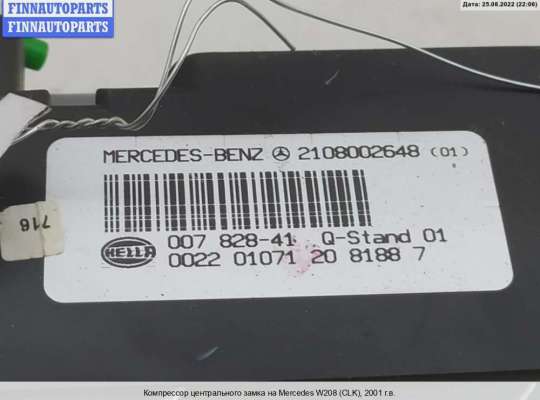 FINNAUTOPARTS
FINNAUTOPARTS
Дата: 25.08.2022 (22:06)
MERCEDES-BENZ 2108002648 (01)
007 828-41 Q-Stand 01
HELLA
0022 01071 20 8188 7
716
Компрессор центрального замка на Mercedes W208 (CLK), 2001 г.в.